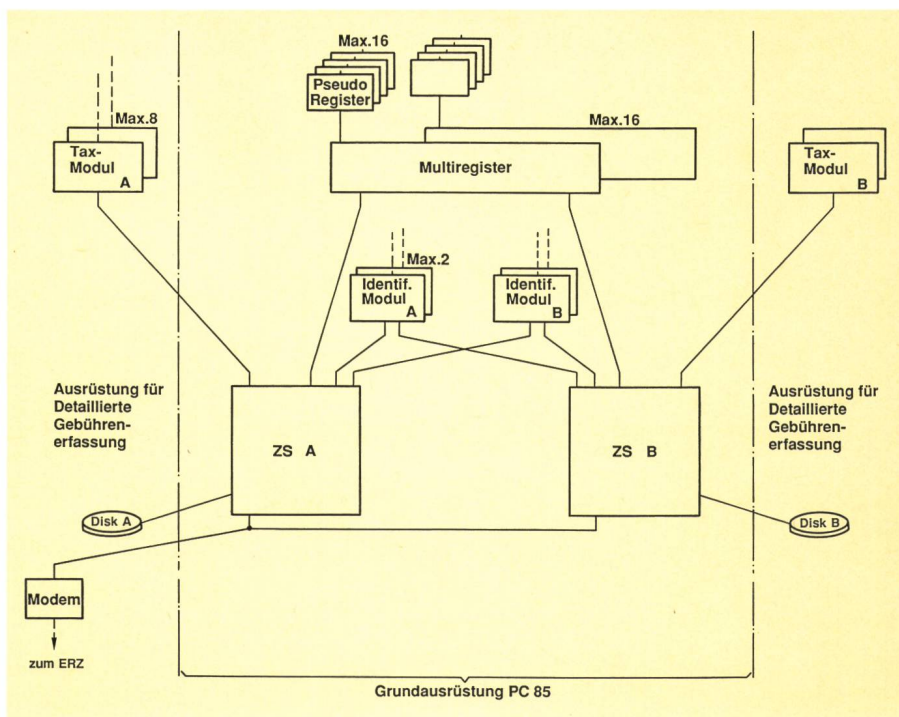 Max.16
Pseudo
Register
Max.8
Max.16
Tax-
Modul
A
Multiregister
Tax-
Modul
B
Max.2
Identif.
Modul
A
Identif.
Modul
B
Ausrüstung für
Detaillierte
Gebühren-
erfassung
ZS A
ZS B
Ausrüstung für
Detaillierte
Gebühren-
erfassung
Disk A
Disk B
Modem
zum ERZ
Grundausrüstung PC 85